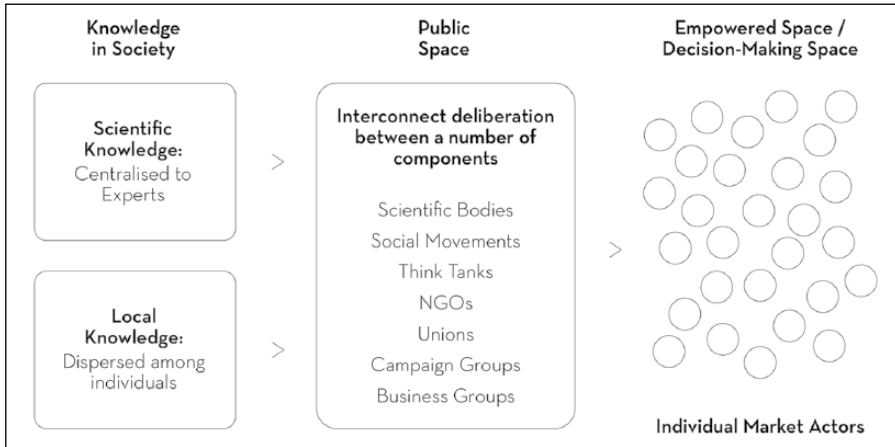 Knowledge
in Society
Scientific
Knowledge:
Centralised to
Experts
>
Local
Knowledge:
Dispersed among
individuals
>
Public
Space
Interconnect deliberation
between a number of
components
Scientific Bodies
Social Movements
Think Tanks
NGOs
Unions
Campaign Groups
Business Groups
>
Empowered Space /
Decision-Making Space
Individual Market Actors